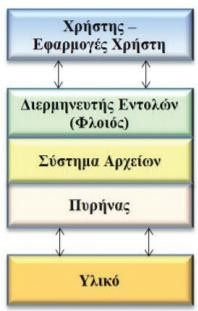 Χρήστης –
Εφαρμογές Χρήστη
Διερμηνευτής Εντολών
(Φλοιός)
Σύστημα Αρχείων
Πυρήνας
Υλικό